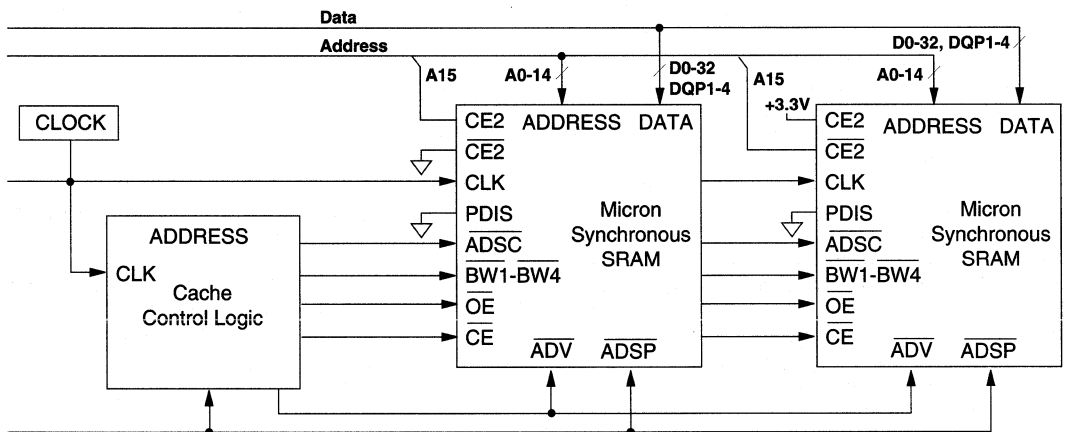 Data
Address
D0-32, DQP1-4
A15
A0-14
D0-32
DQP1-4
A15
A0-14
+3.3V
CLOCK
CE2 ADDRESS DATA
CE2
CLK
PDIS
ADSC
BW1-BW4
OE
CE
Micron
Synchronous
SRAM
ADV ADSP
CE2 ADDRESS DATA
CE2
CLK
PDIS
ADSC
BW1-BW4
OE
CE
Micron
Synchronous
SRAM
ADV ADSP
ADDRESS
CLK
Cache
Control Logic